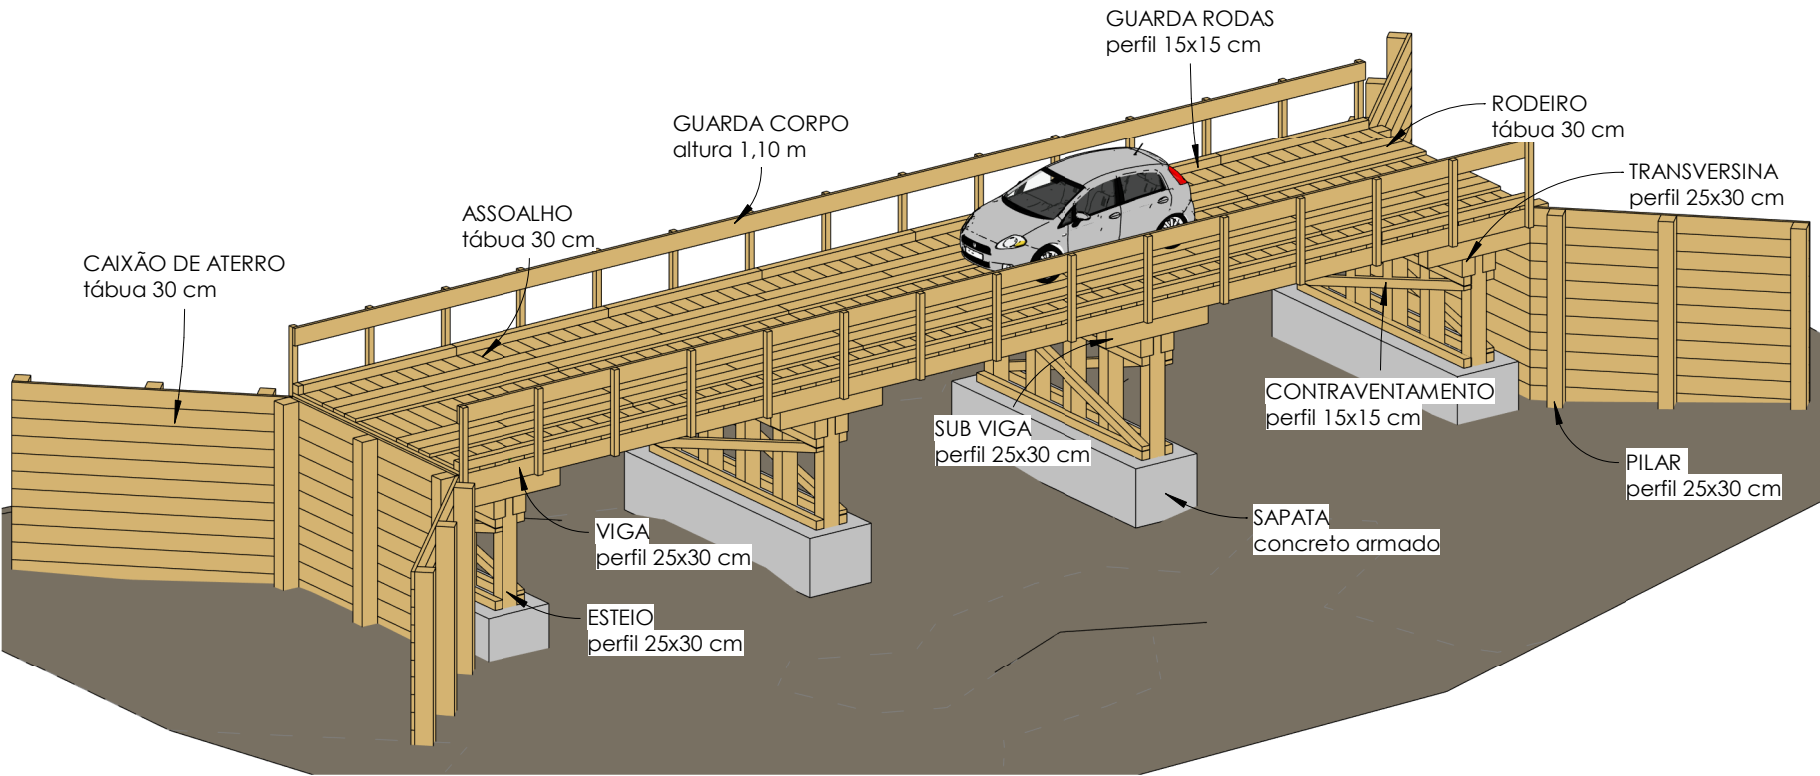 GUARDA RODAS
perfil 15x15 cm
RODEIRO
tábua 30 cm
GUARDA CORPO
altura 1,10 m
TRANSVERSINA
perfil 25x30 cm
ASSOALHO
tábua 30 cm
CAIXÃO DE ATERRO
tábua 30 cm
CONTRAVENTAMENTO
perfil 15x15 cm
SUB VIGA
perfil 25x30 cm
PILAR
perfil 25x30 cm
SAPATA
concreto armado
VIGA
perfil 25x30 cm
ESTEIO
perfil 25x30 cm